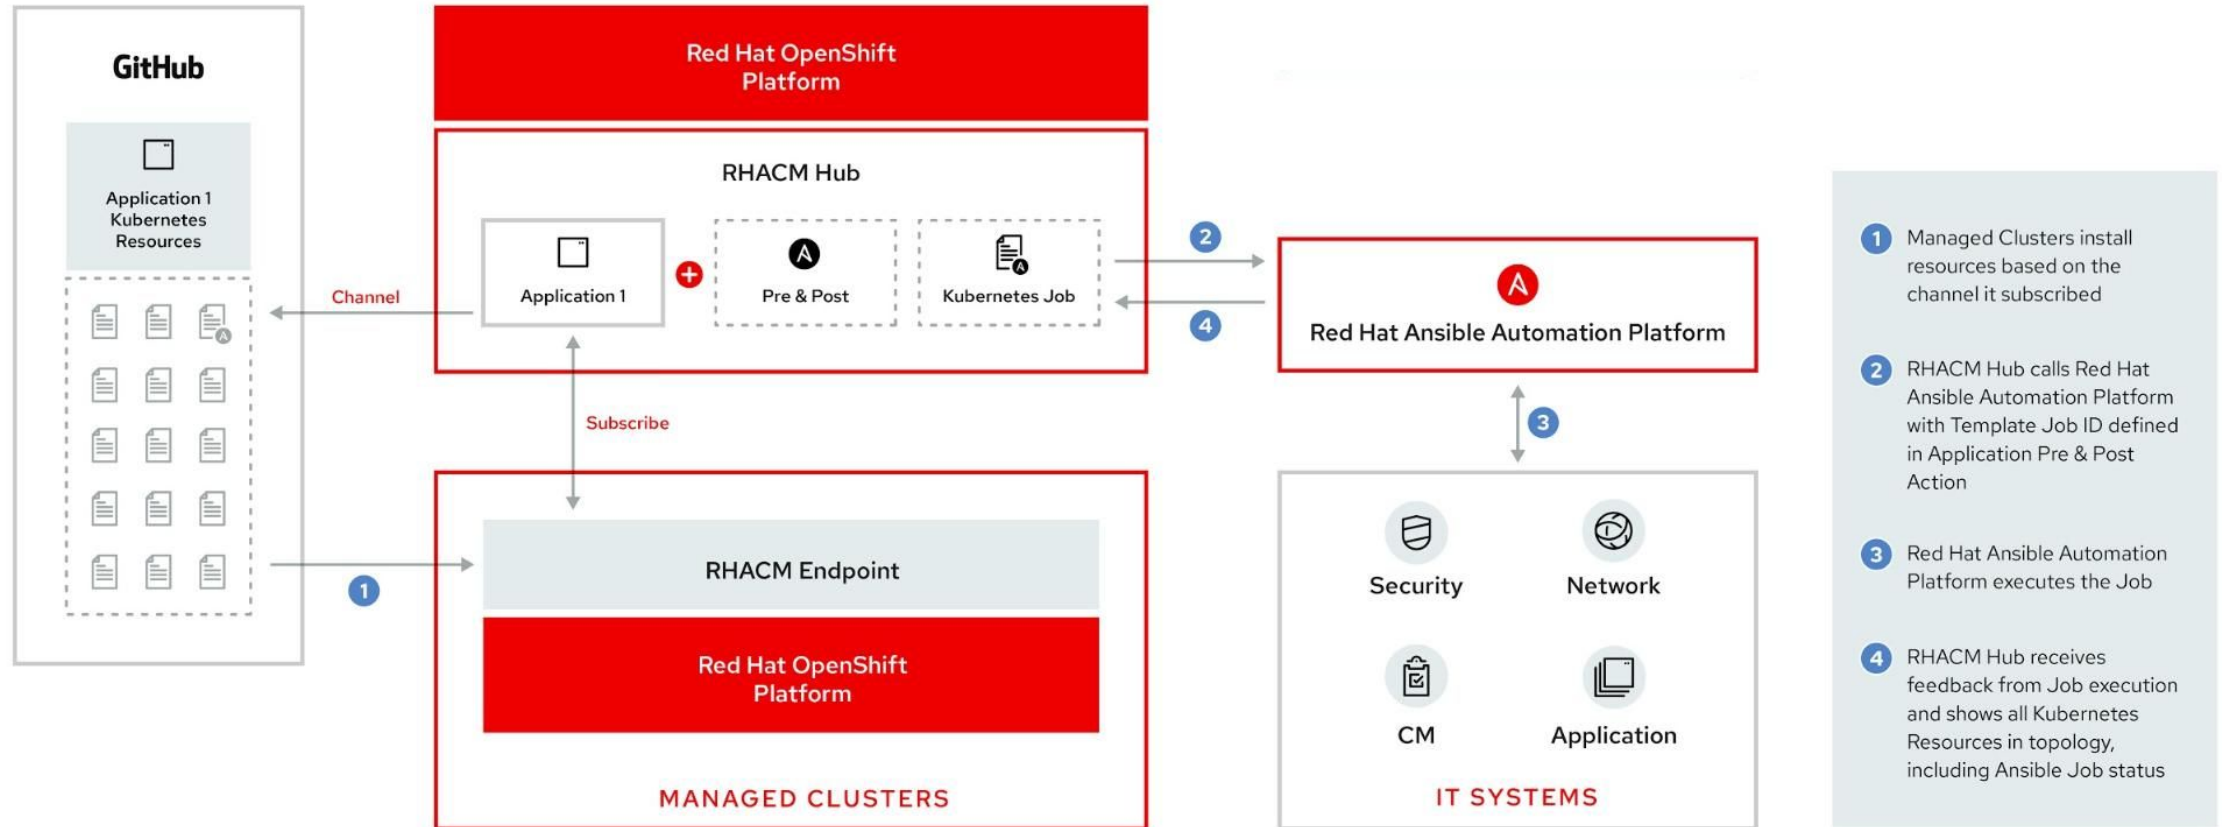 GitHub
Application 1
Kubernetes
Resources
Red Hat OpenShift
Platform
RHACM Hub
Channel
Application 1
Pre & Post
Kubernetes Job
2
4
Red Hat Ansible Automation Platform
Subscribe
3
1
RHACM Endpoint
Red Hat OpenShift
Platform
MANAGED CLUSTERS
Security
Network
CM
Application
IT SYSTEMS
1 Managed Clusters install
resources based on the
channel it subscribed
2 RHACM Hub calls Red Hat
Ansible Automation Platform
with Template Job ID defined
in Application Pre & Post
Action
3 Red Hat Ansible Automation
Platform executes the Job
4 RHACM Hub receives
feedback from Job execution
and shows all Kubernetes
Resources in topology,
including Ansible Job status